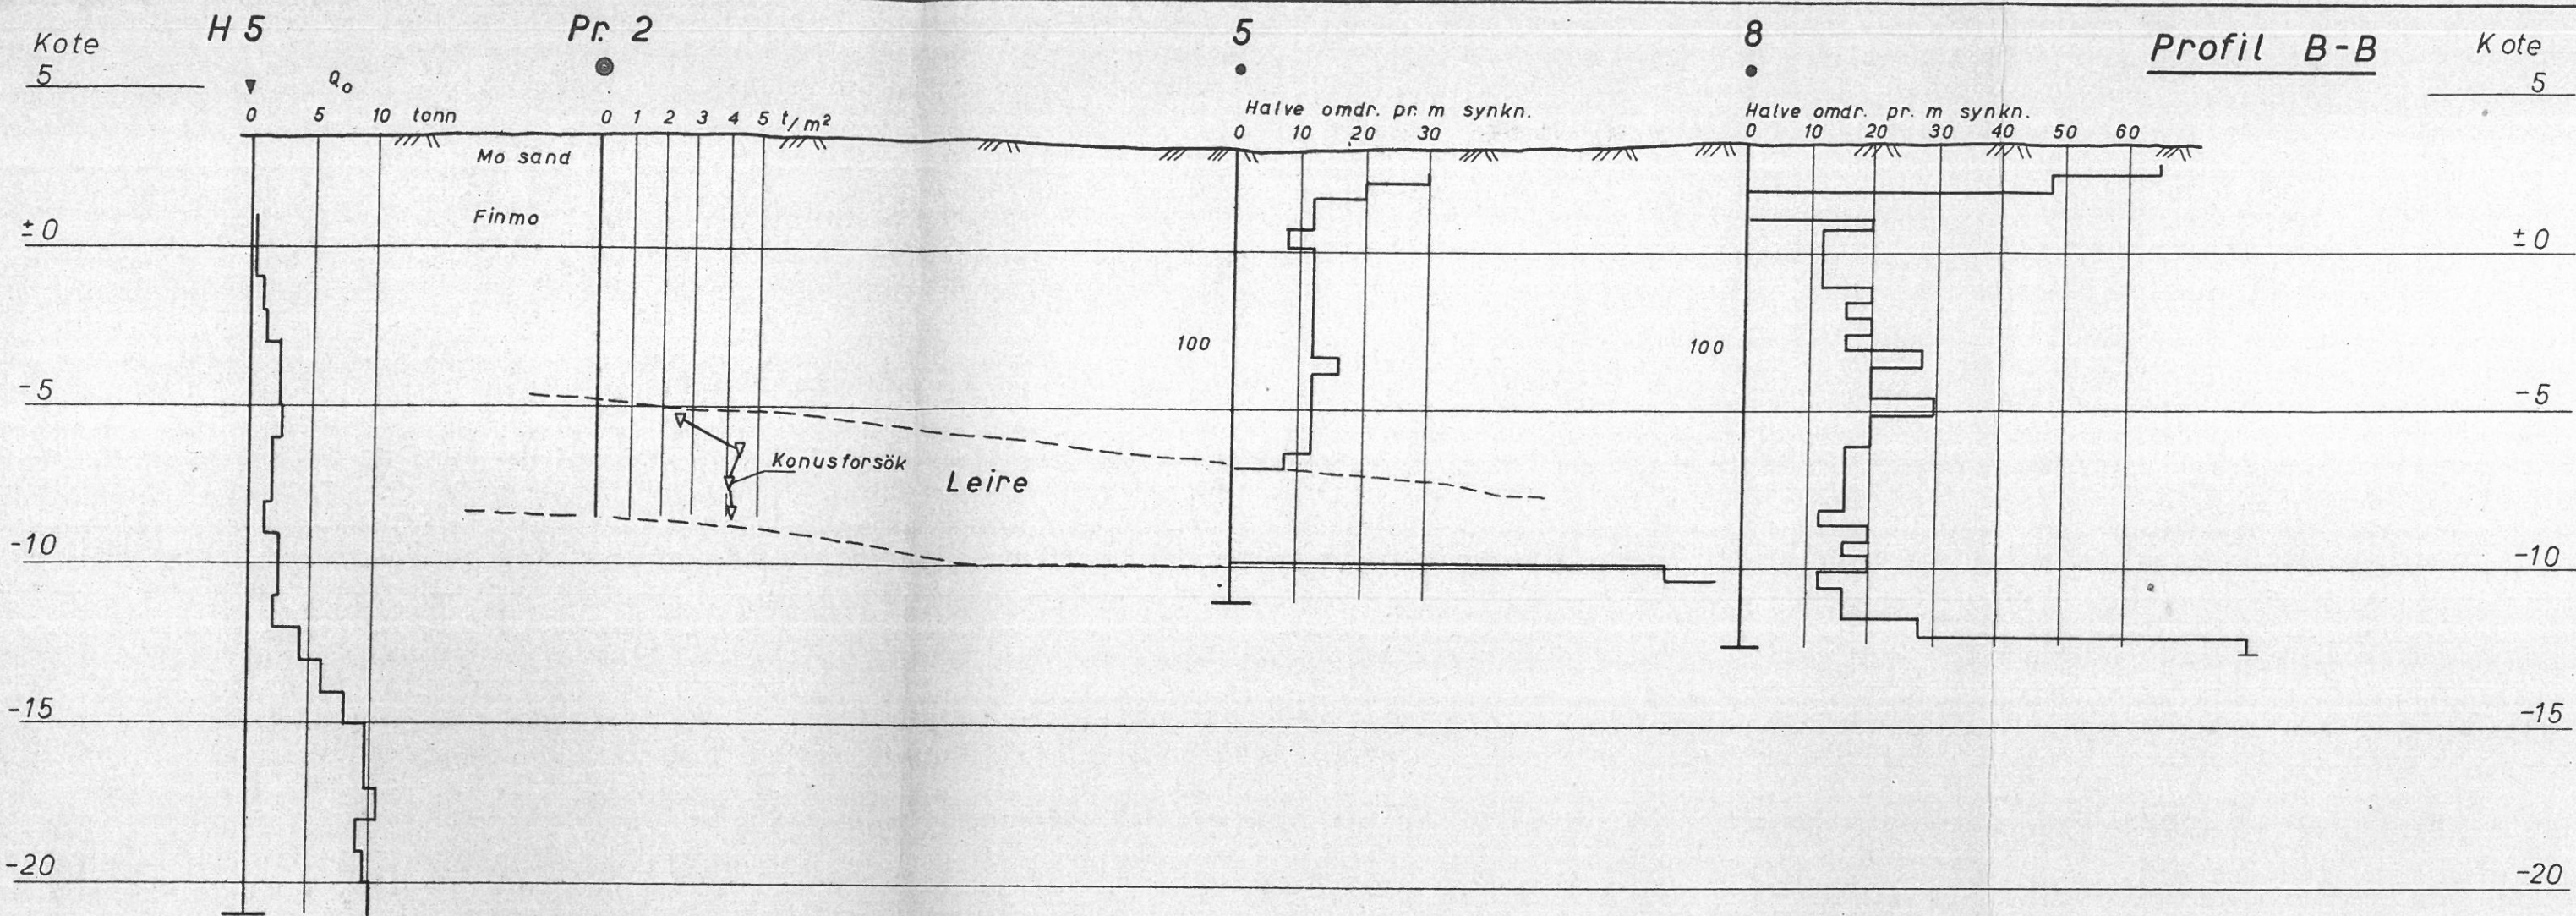 H 5
Pr. 2
5
8
Profil B-B
Kote
5
Kote
5
Qo
0 5 10 tonn
0 1 2 3 4 5 t/m²
Halve omdr. pr. m synkn.
0 10 20 30
Halve omdr. pr. m synkn.
0 10 20 30 40 50 60
Mo sand
Finmo
±0
±0
100
100
-5
-5
Konusforsök
Leire
-10
-10
-15
-15
-20
-20